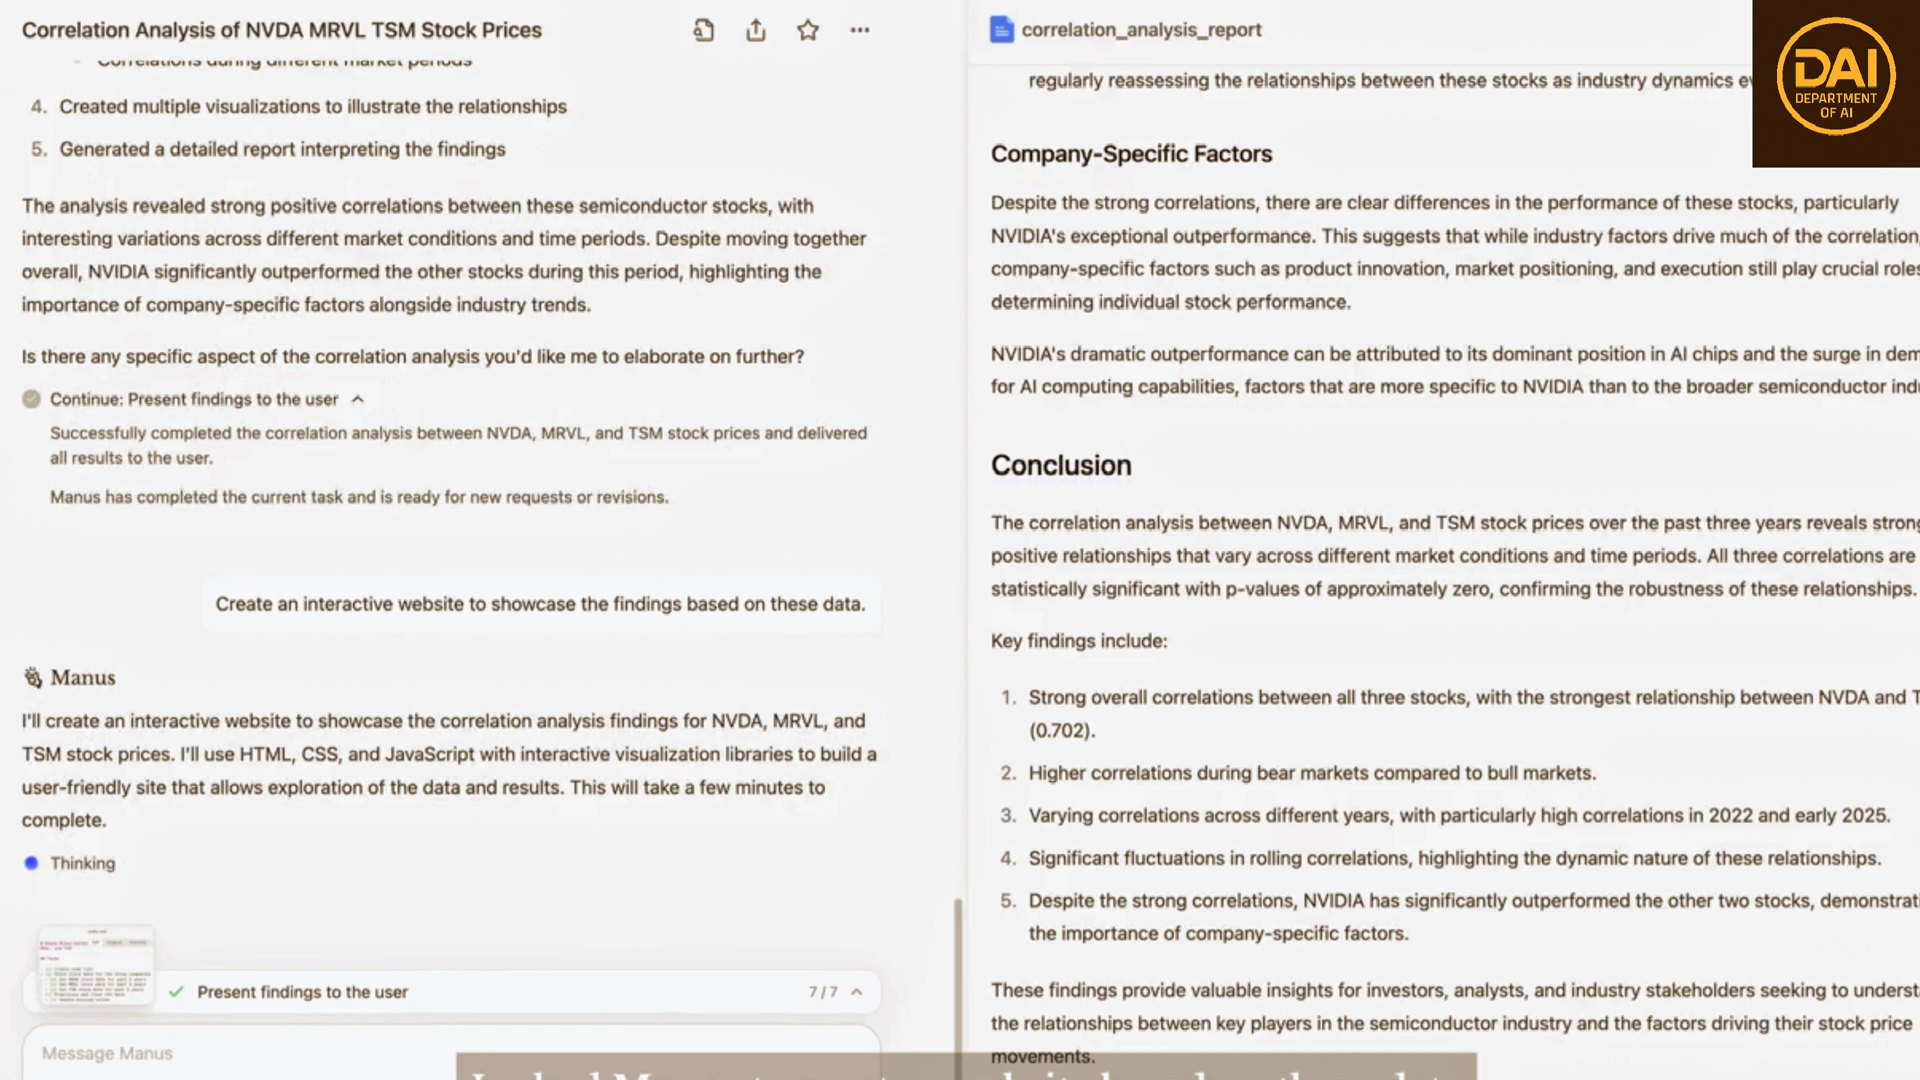 Correlation Analysis of NVDA MRVL TSM Stock Prices
Correlations during different market periods
4. Created multiple visualizations to illustrate the relationships
5. Generated a detailed report interpreting the findings
The analysis revealed strong positive correlations between these semiconductor stocks, with
interesting variations across different market conditions and time periods. Despite moving together
overall, NVIDIA significantly outperformed the other stocks during this period, highlighting the
importance of company-specific factors alongside industry trends.
Is there any specific aspect of the correlation analysis you'd like me to elaborate on further?
Continue: Present findings to the user
Successfully completed the correlation analysis between NVDA, MRVL, and TSM stock prices and delivered
all results to the user.
Manus has completed the current task and is ready for new requests or revisions.
Create an interactive website to showcase the findings based on these data.
Manus
I'll create an interactive website to showcase the correlation analysis findings for NVDA, MRVL, and
TSM stock prices. I'll use HTML, CSS, and JavaScript with interactive visualization libraries to build a
user-friendly site that allows exploration of the data and results. This will take a few minutes to
complete.
Thinking
Present findings to the user
7 / 7
Message Manus
correlation_analysis_report
regularly reassessing the relationships between these stocks as industry dynamics
Company-Specific Factors
Despite the strong correlations, there are clear differences in the performance of these stocks, particularly
NVIDIA's exceptional outperformance. This suggests that while industry factors drive much of the correlation,
company-specific factors such as product innovation, market positioning, and execution still play crucial roles
determining individual stock performance.
NVIDIA's dramatic outperformance can be attributed to its dominant position in AI chips and the surge in dem
for AI computing capabilities, factors that are more specific to NVIDIA than to the broader semiconductor indu
Conclusion
The correlation analysis between NVDA, MRVL, and TSM stock prices over the past three years reveals strong
positive relationships that vary across different market conditions and time periods. All three correlations are
statistically significant with p-values of approximately zero, confirming the robustness of these relationships.
Key findings include:
1. Strong overall correlations between all three stocks, with the strongest relationship between NVDA and T
(0.702).
2. Higher correlations during bear markets compared to bull markets.
3. Varying correlations across different years, with particularly high correlations in 2022 and early 2025.
4. Significant fluctuations in rolling correlations, highlighting the dynamic nature of these relationships.
5. Despite the strong correlations, NVIDIA has significantly outperformed the other two stocks, demonstrati
the importance of company-specific factors.
These findings provide valuable insights for investors, analysts, and industry stakeholders seeking to underst
the relationships between key players in the semiconductor industry and the factors driving their stock price
movements.
DAI
DEPARTMENT
OF AI